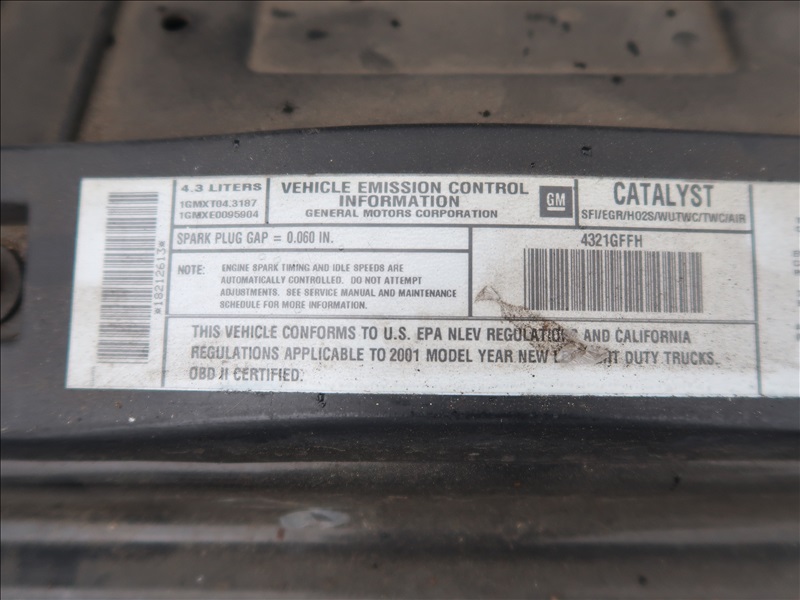 4.3 LITERS
1GMXT04.3187
1GMXE0095904
VEHICLE EMISSION CONTROL
INFORMATION
GENERAL MOTORS CORPORATION
GM
CATALYST
SFI/EGR/HO2S/WUTWC/TWC/AIR
SPARK PLUG GAP = 0.060 IN.
NOTE:
ENGINE SPARK TIMING AND IDLE SPEEDS ARE
AUTOMATICALLY CONTROLLED. DO NOT ATTEMPT
ADJUSTMENTS. SEE SERVICE MANUAL AND MAINTENANCE
SCHEDULE FOR MORE INFORMATION.
4321GFFH
*18212613*
THIS VEHICLE CONFORMS TO U.S. EPA NLEV REGULATIONS AND CALIFORNIA
REGULATIONS APPLICABLE TO 2001 MODEL YEAR NEW DUTY TRUCKS.
OBD II CERTIFIED.